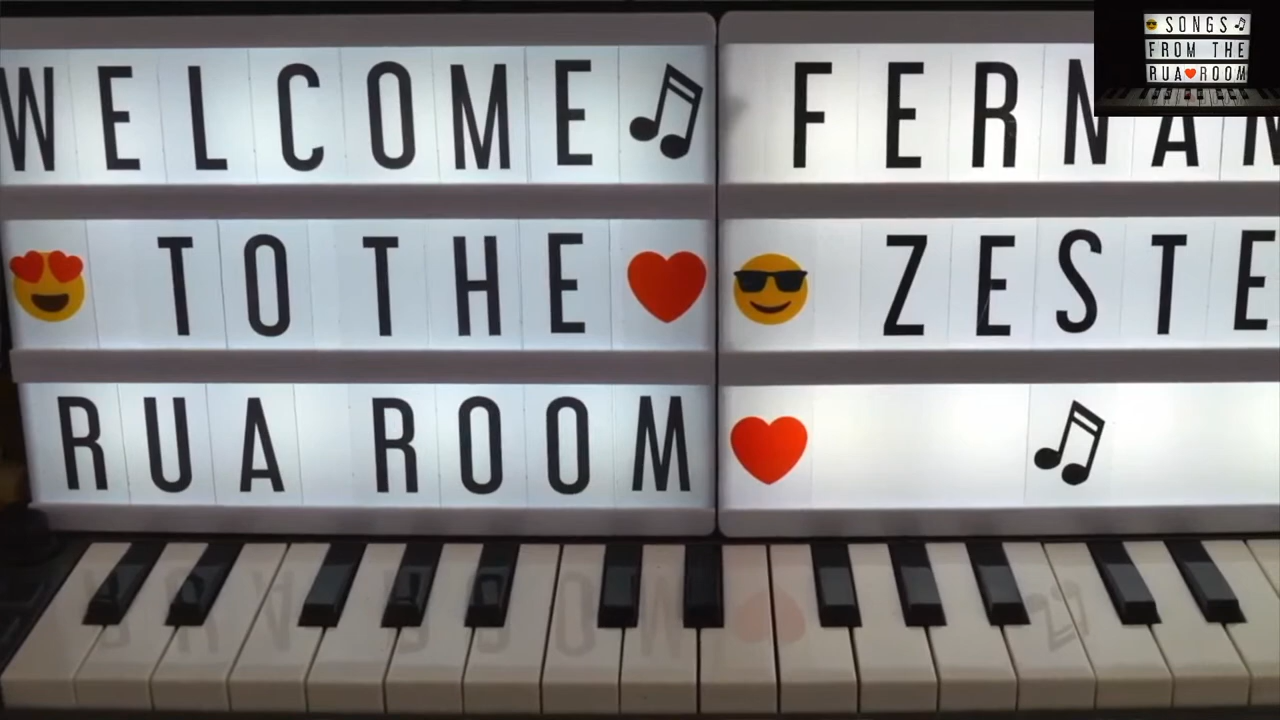 WELCOME
TO THE
RUA ROOM
FERNAN
ZESTE
SONGS
FROM THE
RUA ROOM